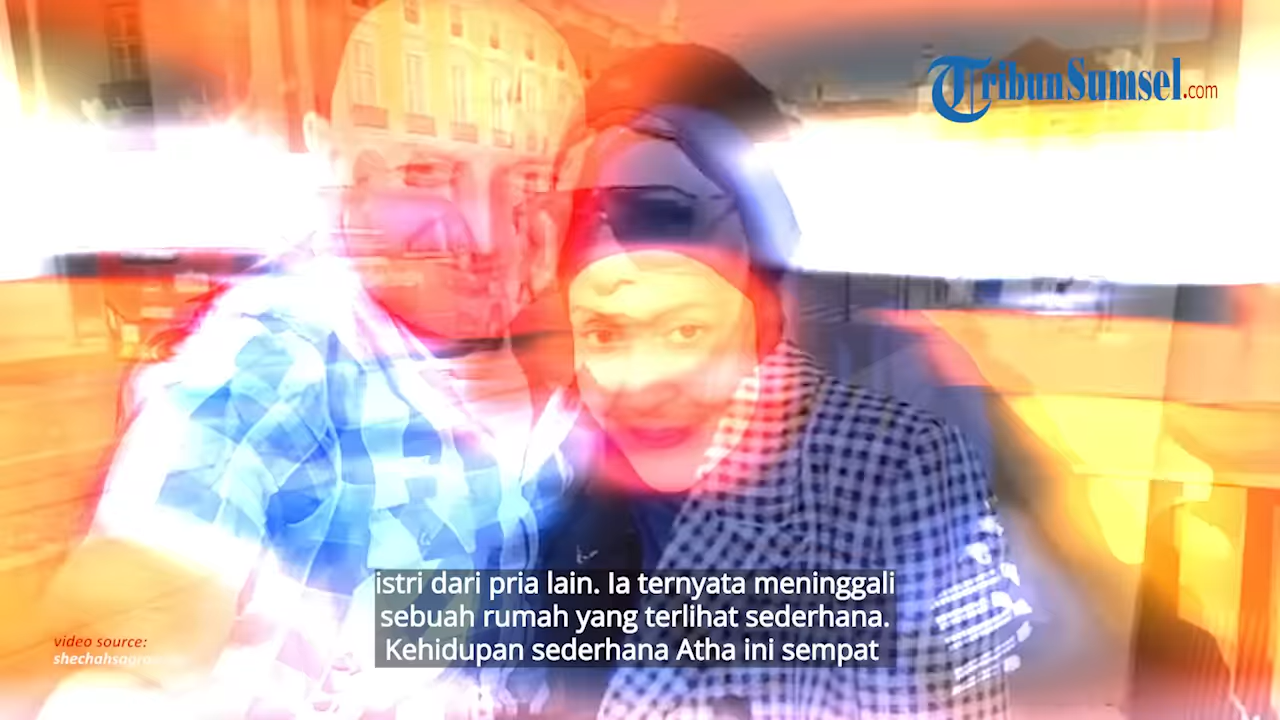 TribunSumsel.com
istri dari pria lain. Ia ternyata meninggali
sebuah rumah yang terlihat sederhana.
Kehidupan sederhana Atha ini sempat
video source: